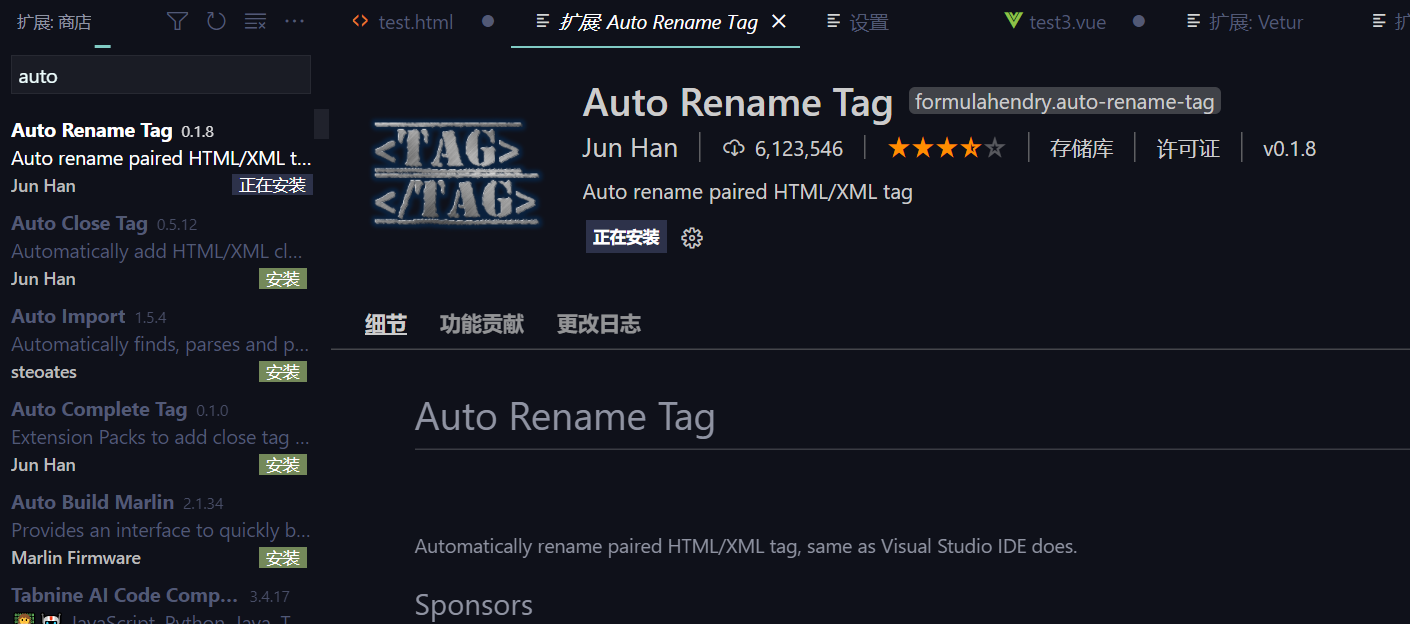 扩展: 商店
test.html
扩展 Auto Rename Tag
设置
test3.vue
扩展: Vetur
auto
Auto Rename Tag 0.1.8
Auto rename paired HTML/XML t...
Jun Han 正在安装
Auto Close Tag 0.5.12
Automatically add HTML/XML cl...
Jun Han 安装
Auto Import 1.5.4
Automatically finds, parses and p...
steoates 安装
Auto Complete Tag 0.1.0
Extension Packs to add close tag ...
Jun Han 安装
Auto Build Marlin 2.1.34
Provides an interface to quickly b...
Marlin Firmware 安装
Tabnine AI Code Comp... 3.4.17
JavaScript, Python, Java, T
<TAG>
</TAG>
Auto Rename Tag formulahendry.auto-rename-tag
Jun Han 6,123,546 存储库 许可证 v0.1.8
Auto rename paired HTML/XML tag
正在安装
细节 功能贡献 更改日志
Auto Rename Tag
Automatically rename paired HTML/XML tag, same as Visual Studio IDE does.
Sponsors